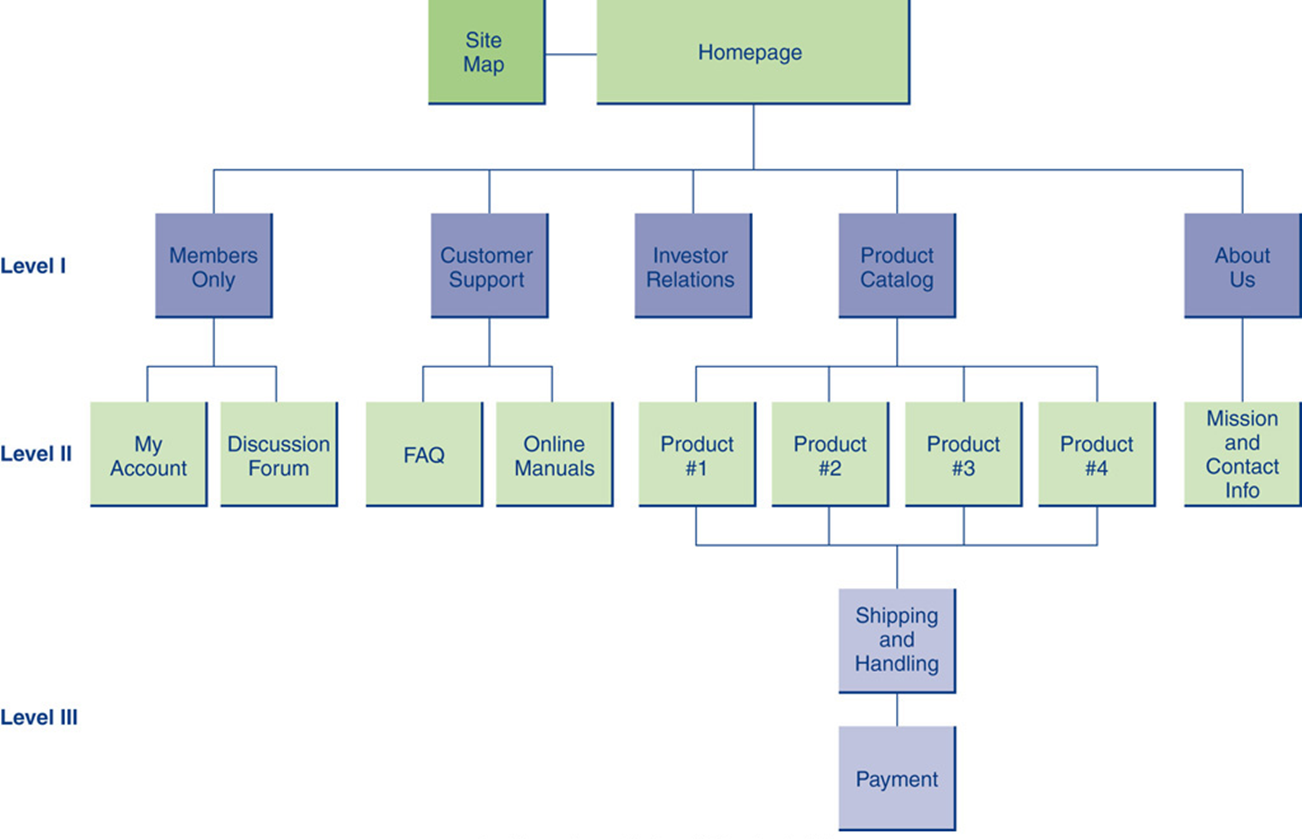 Site
Map
Homepage
Level I
Members
Only
Customer
Support
Investor
Relations
Product
Catalog
About
Us
Level II
My
Account
Discussion
Forum
FAQ
Online
Manuals
Product
#1
Product
#2
Product
#3
Product
#4
Mission
and
Contact
Info
Level III
Shipping
and
Handling
Payment